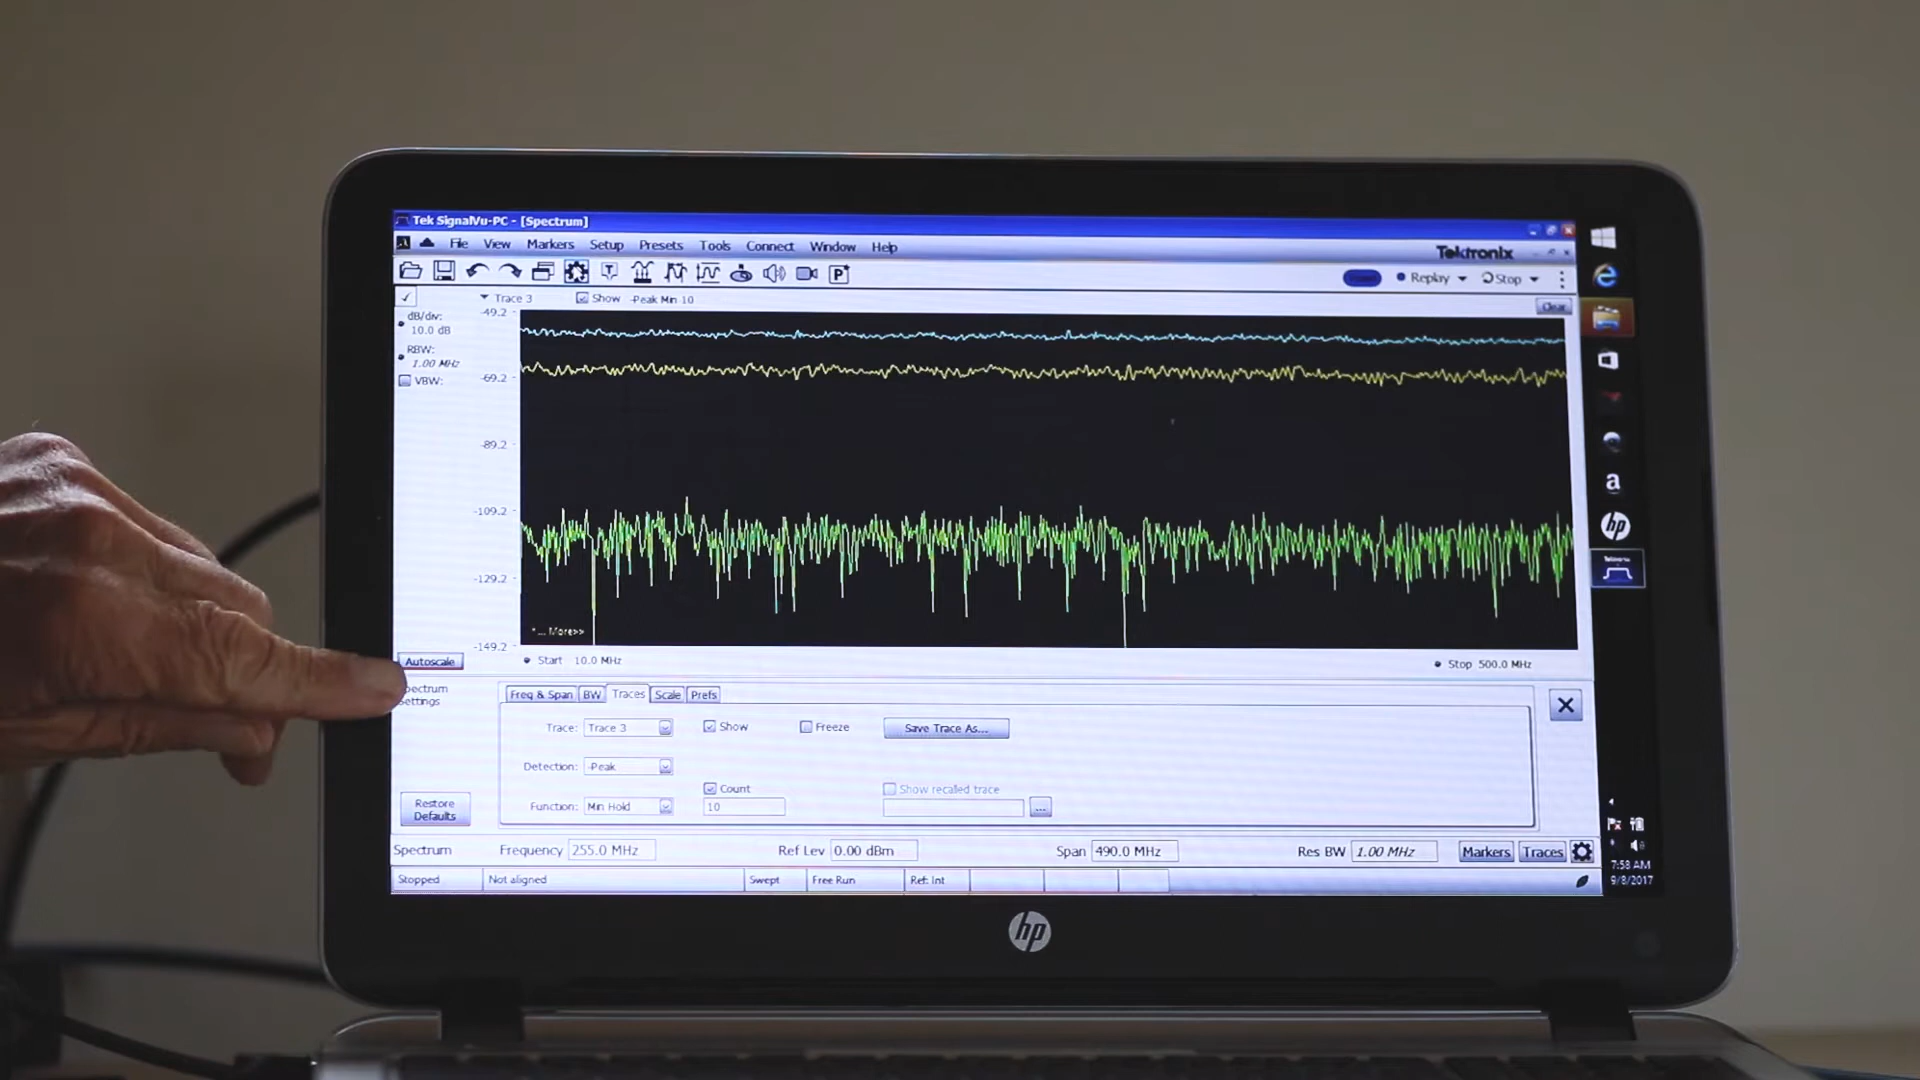 Tek SignalVu-PC - [Spectrum]
File View Markers Setup Presets Tools Connect Window Help
Tektronix
Replay Stop
Trace 3 Show -Peak Min 10
Clear
dB/div:
10.0 dB
RBW:
1.00 MHz
VBW:
-49.2
-69.2
-89.2
-109.2
-129.2
-149.2
*... More>>
Autoscale
Start 10.0 MHz
Stop 500.0 MHz
Settings
Freq & Span BW Traces Scale Prefs
Trace: Trace 3 Show Freeze Save Trace As...
Detection: -Peak
Count
Show recalled trace
Function: Min Hold 10 ...
Restore
Defaults
Spectrum Frequency 255.0 MHz Ref Lev 0.00 dBm Span 490.0 MHz Res BW 1.00 MHz Markers Traces
Stopped Not aligned Swept Free Run Ref: Int
a
hp
7:58 AM
9/8/2017
hp